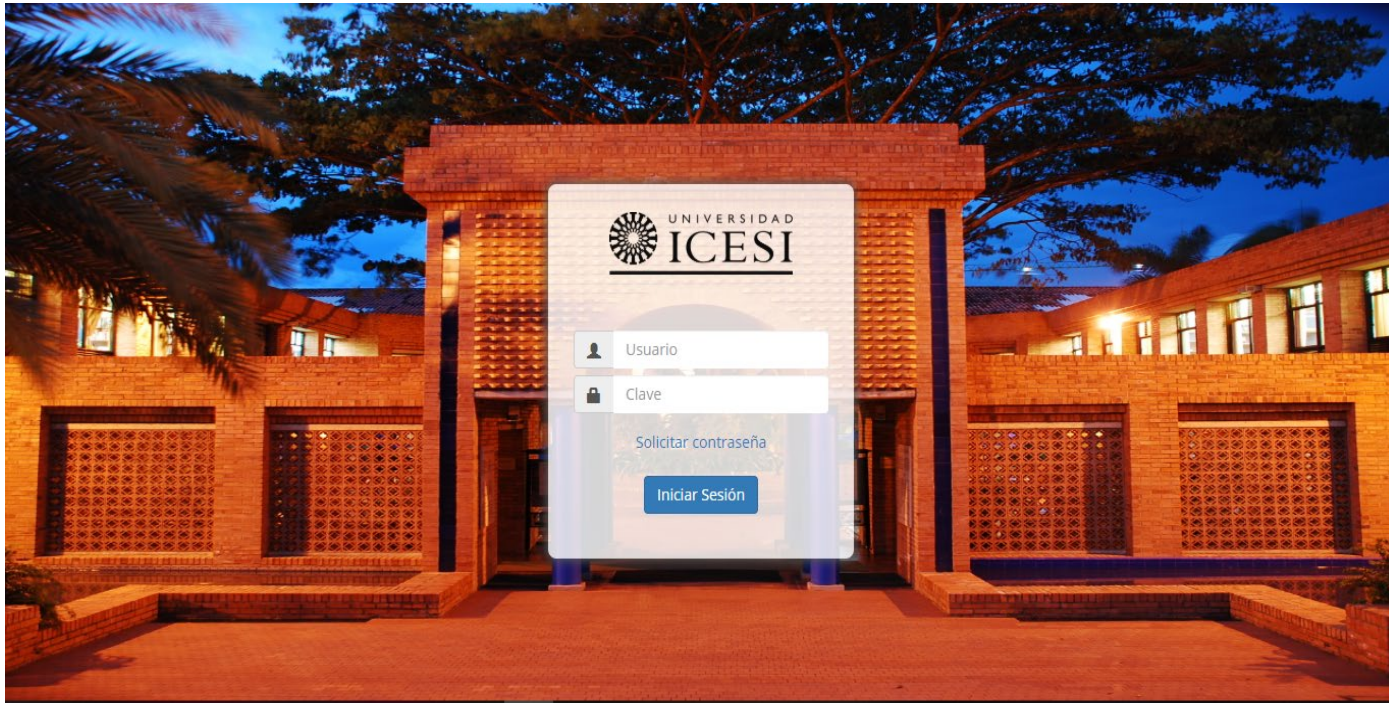 UNIVERSIDAD
ICESI
Usuario
Clave
Solicitar contraseña
Iniciar Sesión